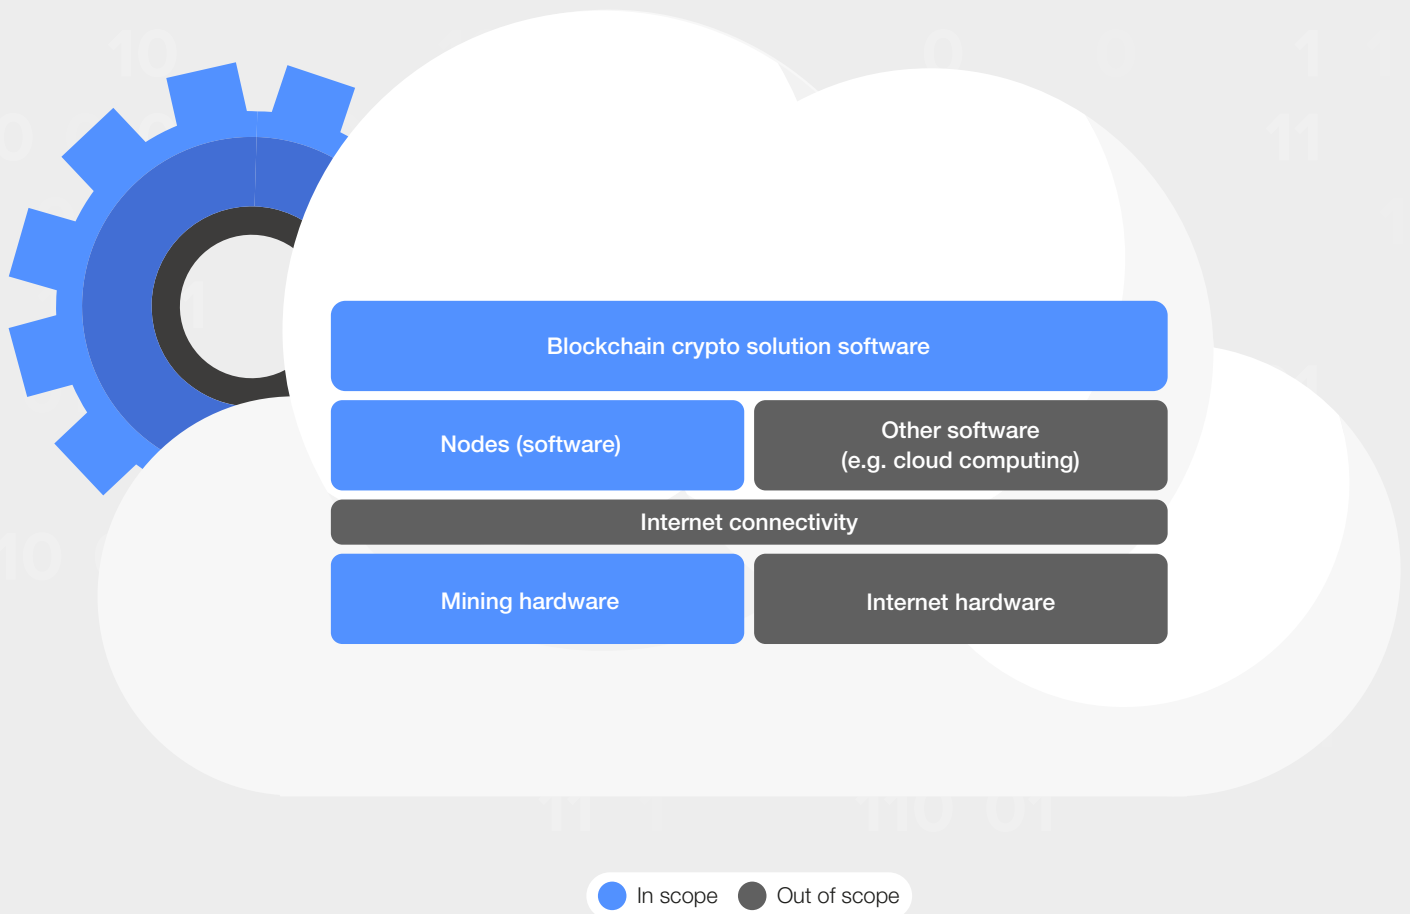 Blockchain crypto solution software
Nodes (software)
Other software
(e.g. cloud computing)
Internet connectivity
Mining hardware
Internet hardware
In scope
Out of scope